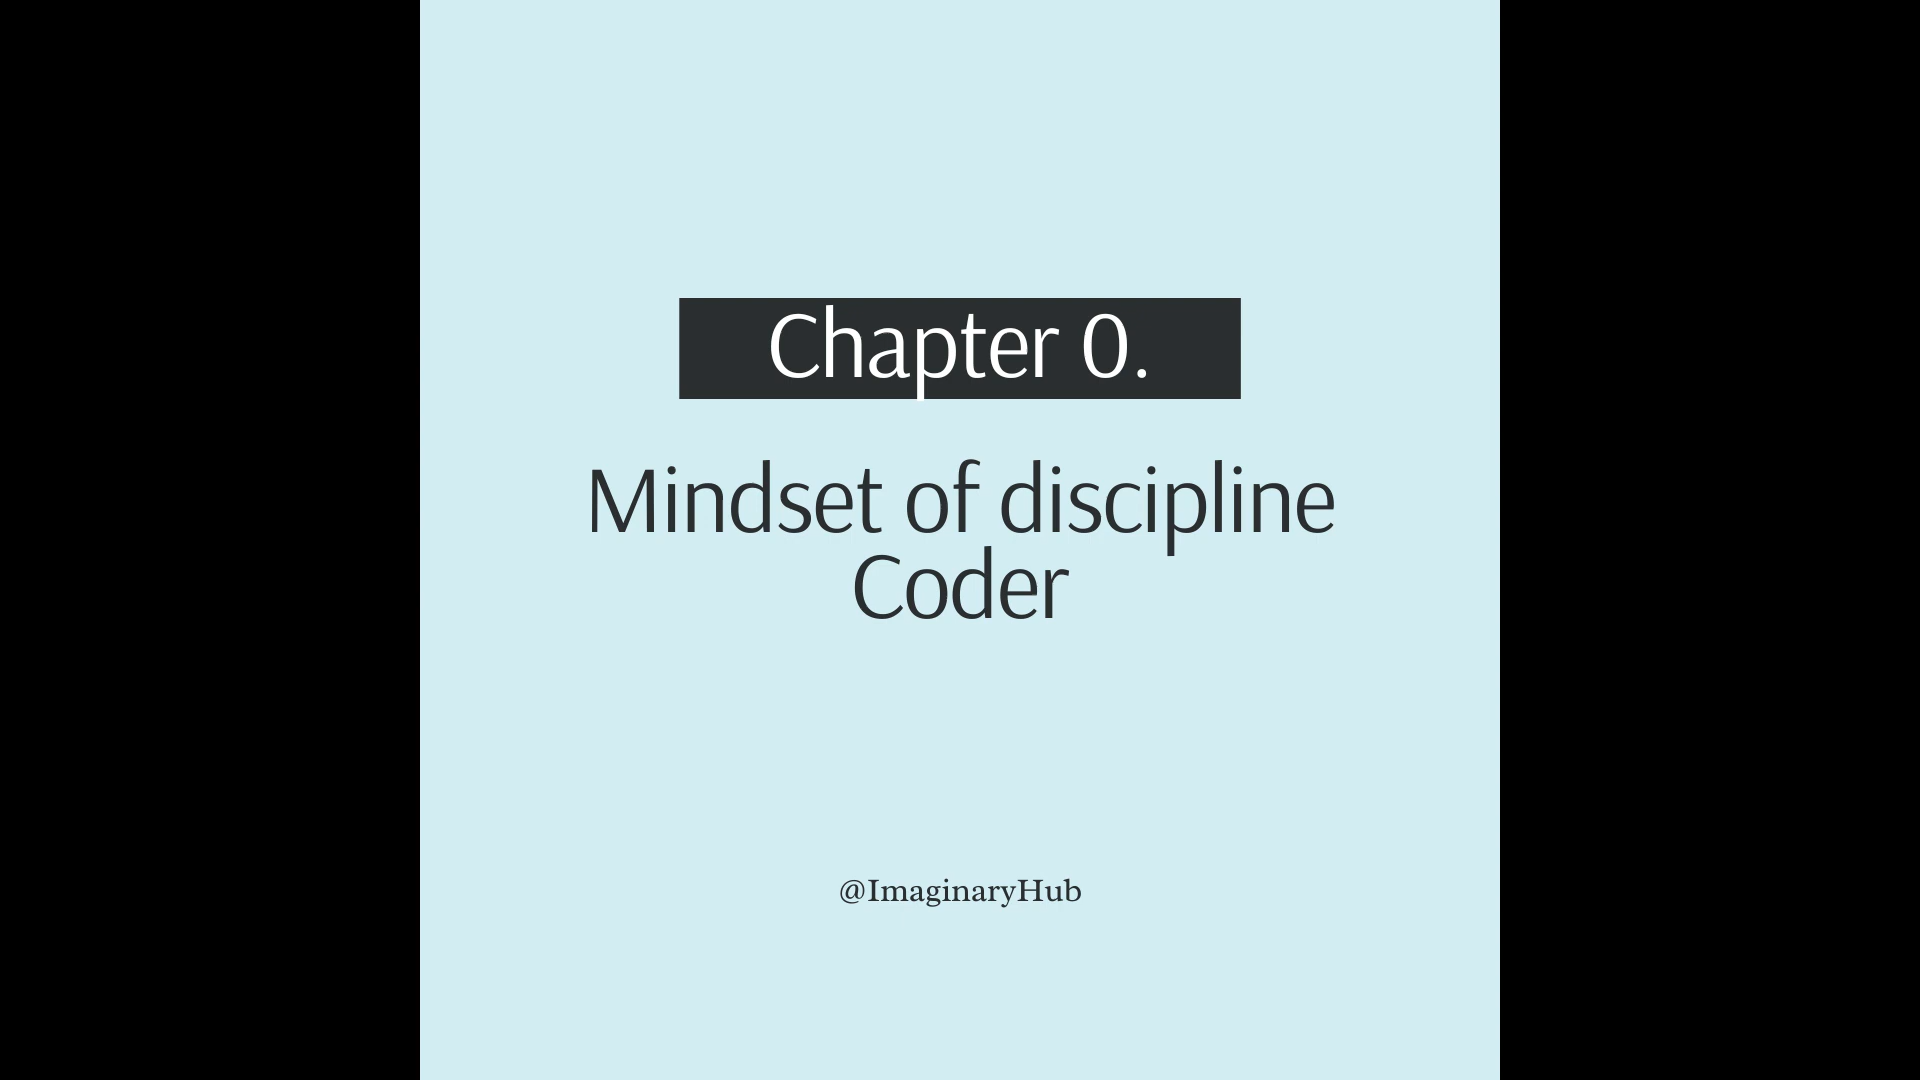 Chapter 0.
Mindset of discipline
Coder
@ImaginaryHub